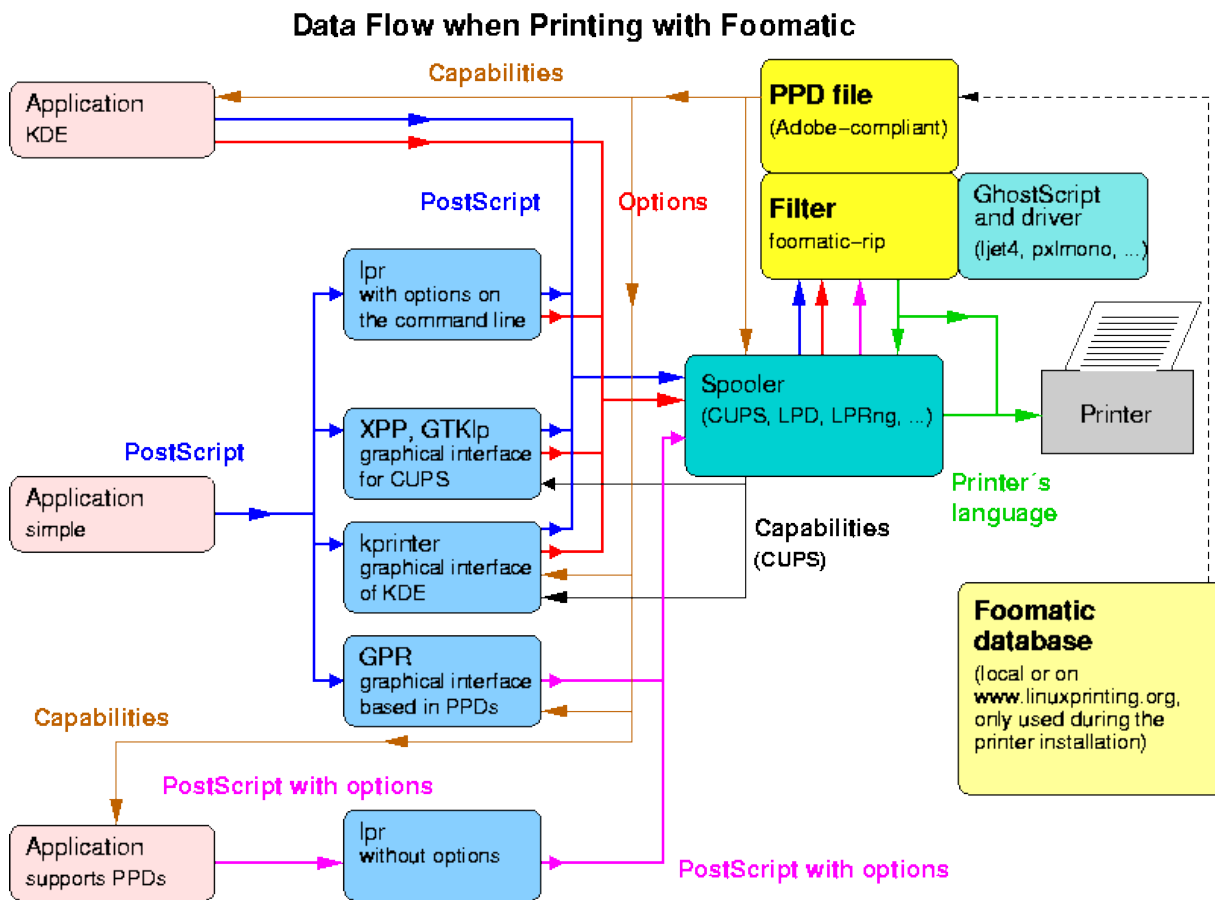 Data Flow when Printing with Foomatic
Capabilities
Application
KDE
PPD file
(Adobe-compliant)
PostScript
Options
Filter
foomatic-rip
GhostScript
and driver
(ljet4, pxlmono, ...)
lpr
with options on
the command line
Spooler
(CUPS, LPD, LPRng, ...)
Printer
XPP, GTKlp
graphical interface
for CUPS
PostScript
Application
simple
Printer´s
language
Capabilities
(CUPS)
kprinter
graphical interface
of KDE
GPR
graphical interface
based in PPDs
Foomatic
database
(local or on
www.linuxprinting.org,
only used during the
printer installation)
Capabilities
PostScript with options
Application
supports PPDs
lpr
without options
PostScript with options